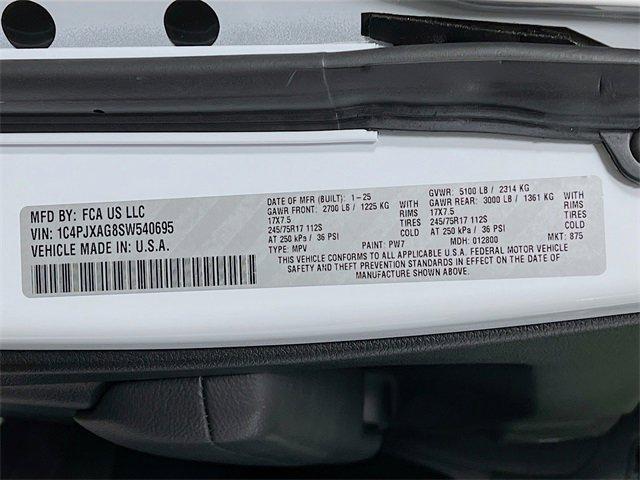 MFD BY: FCA US LLC
VIN: 1C4PJXAG8SW540695
VEHICLE MADE IN U.S.A.
DATE OF MFR (BUILT): 1-25
GAWR FRONT: 2700 LB / 1225 KG WITH
17X7.5 RIMS
245/75R17 112S TIRES
AT 250 kPa / 36 PSI COLD
GVWR: 5100 LB / 2314 KG
GAWR REAR: 3000 LB / 1361 KG WITH
17X7.5 RIMS
245/75R17 112S TIRES
AT 250 kPa / 36 PSI COLD
TYPE: MPV PAINT: PW7 MDH: 012800 MKT: 875
THIS VEHICLE CONFORMS TO ALL APPLICABLE U.S.A. FEDERAL MOTOR VEHICLE
SAFETY AND THEFT PREVENTION STANDARDS IN EFFECT ON THE DATE OF
MANUFACTURE SHOWN ABOVE.